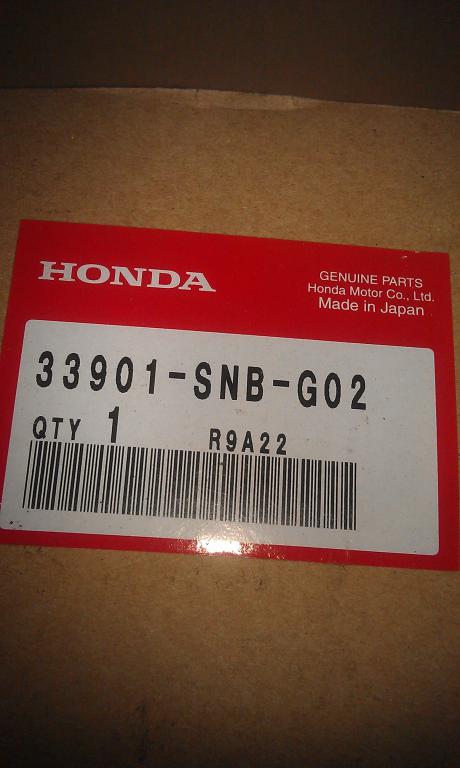 HONDA
GENUINE PARTS
Honda Motor Co., Ltd.
Made in Japan
33901-SNB-G02
QTY 1 R9A22